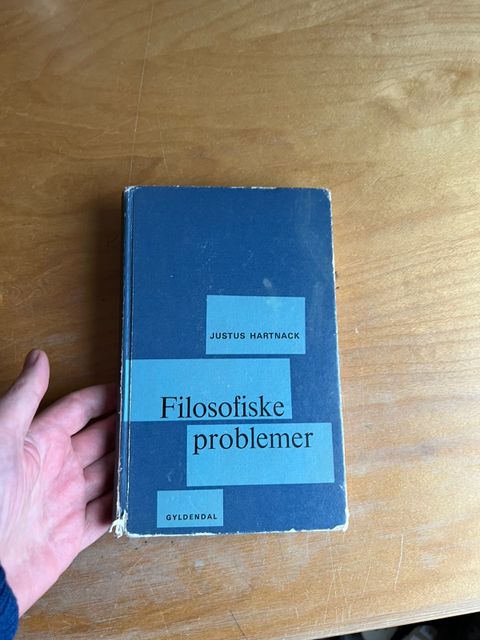 JUSTUS HARTNACK
Filosofiske
problemer
GYLDENDAL